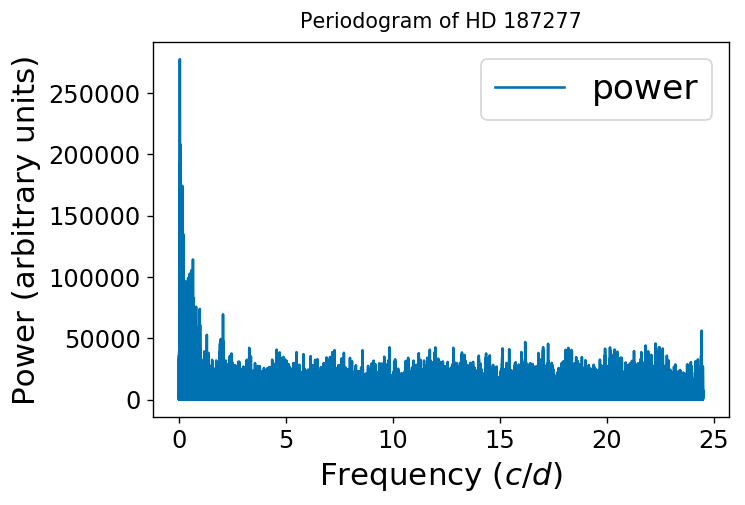 Periodogram of HD 187277
power
Power (arbitrary units)
250000
200000
150000
100000
50000
0
0 5 10 15 20 25
Frequency (c/d)